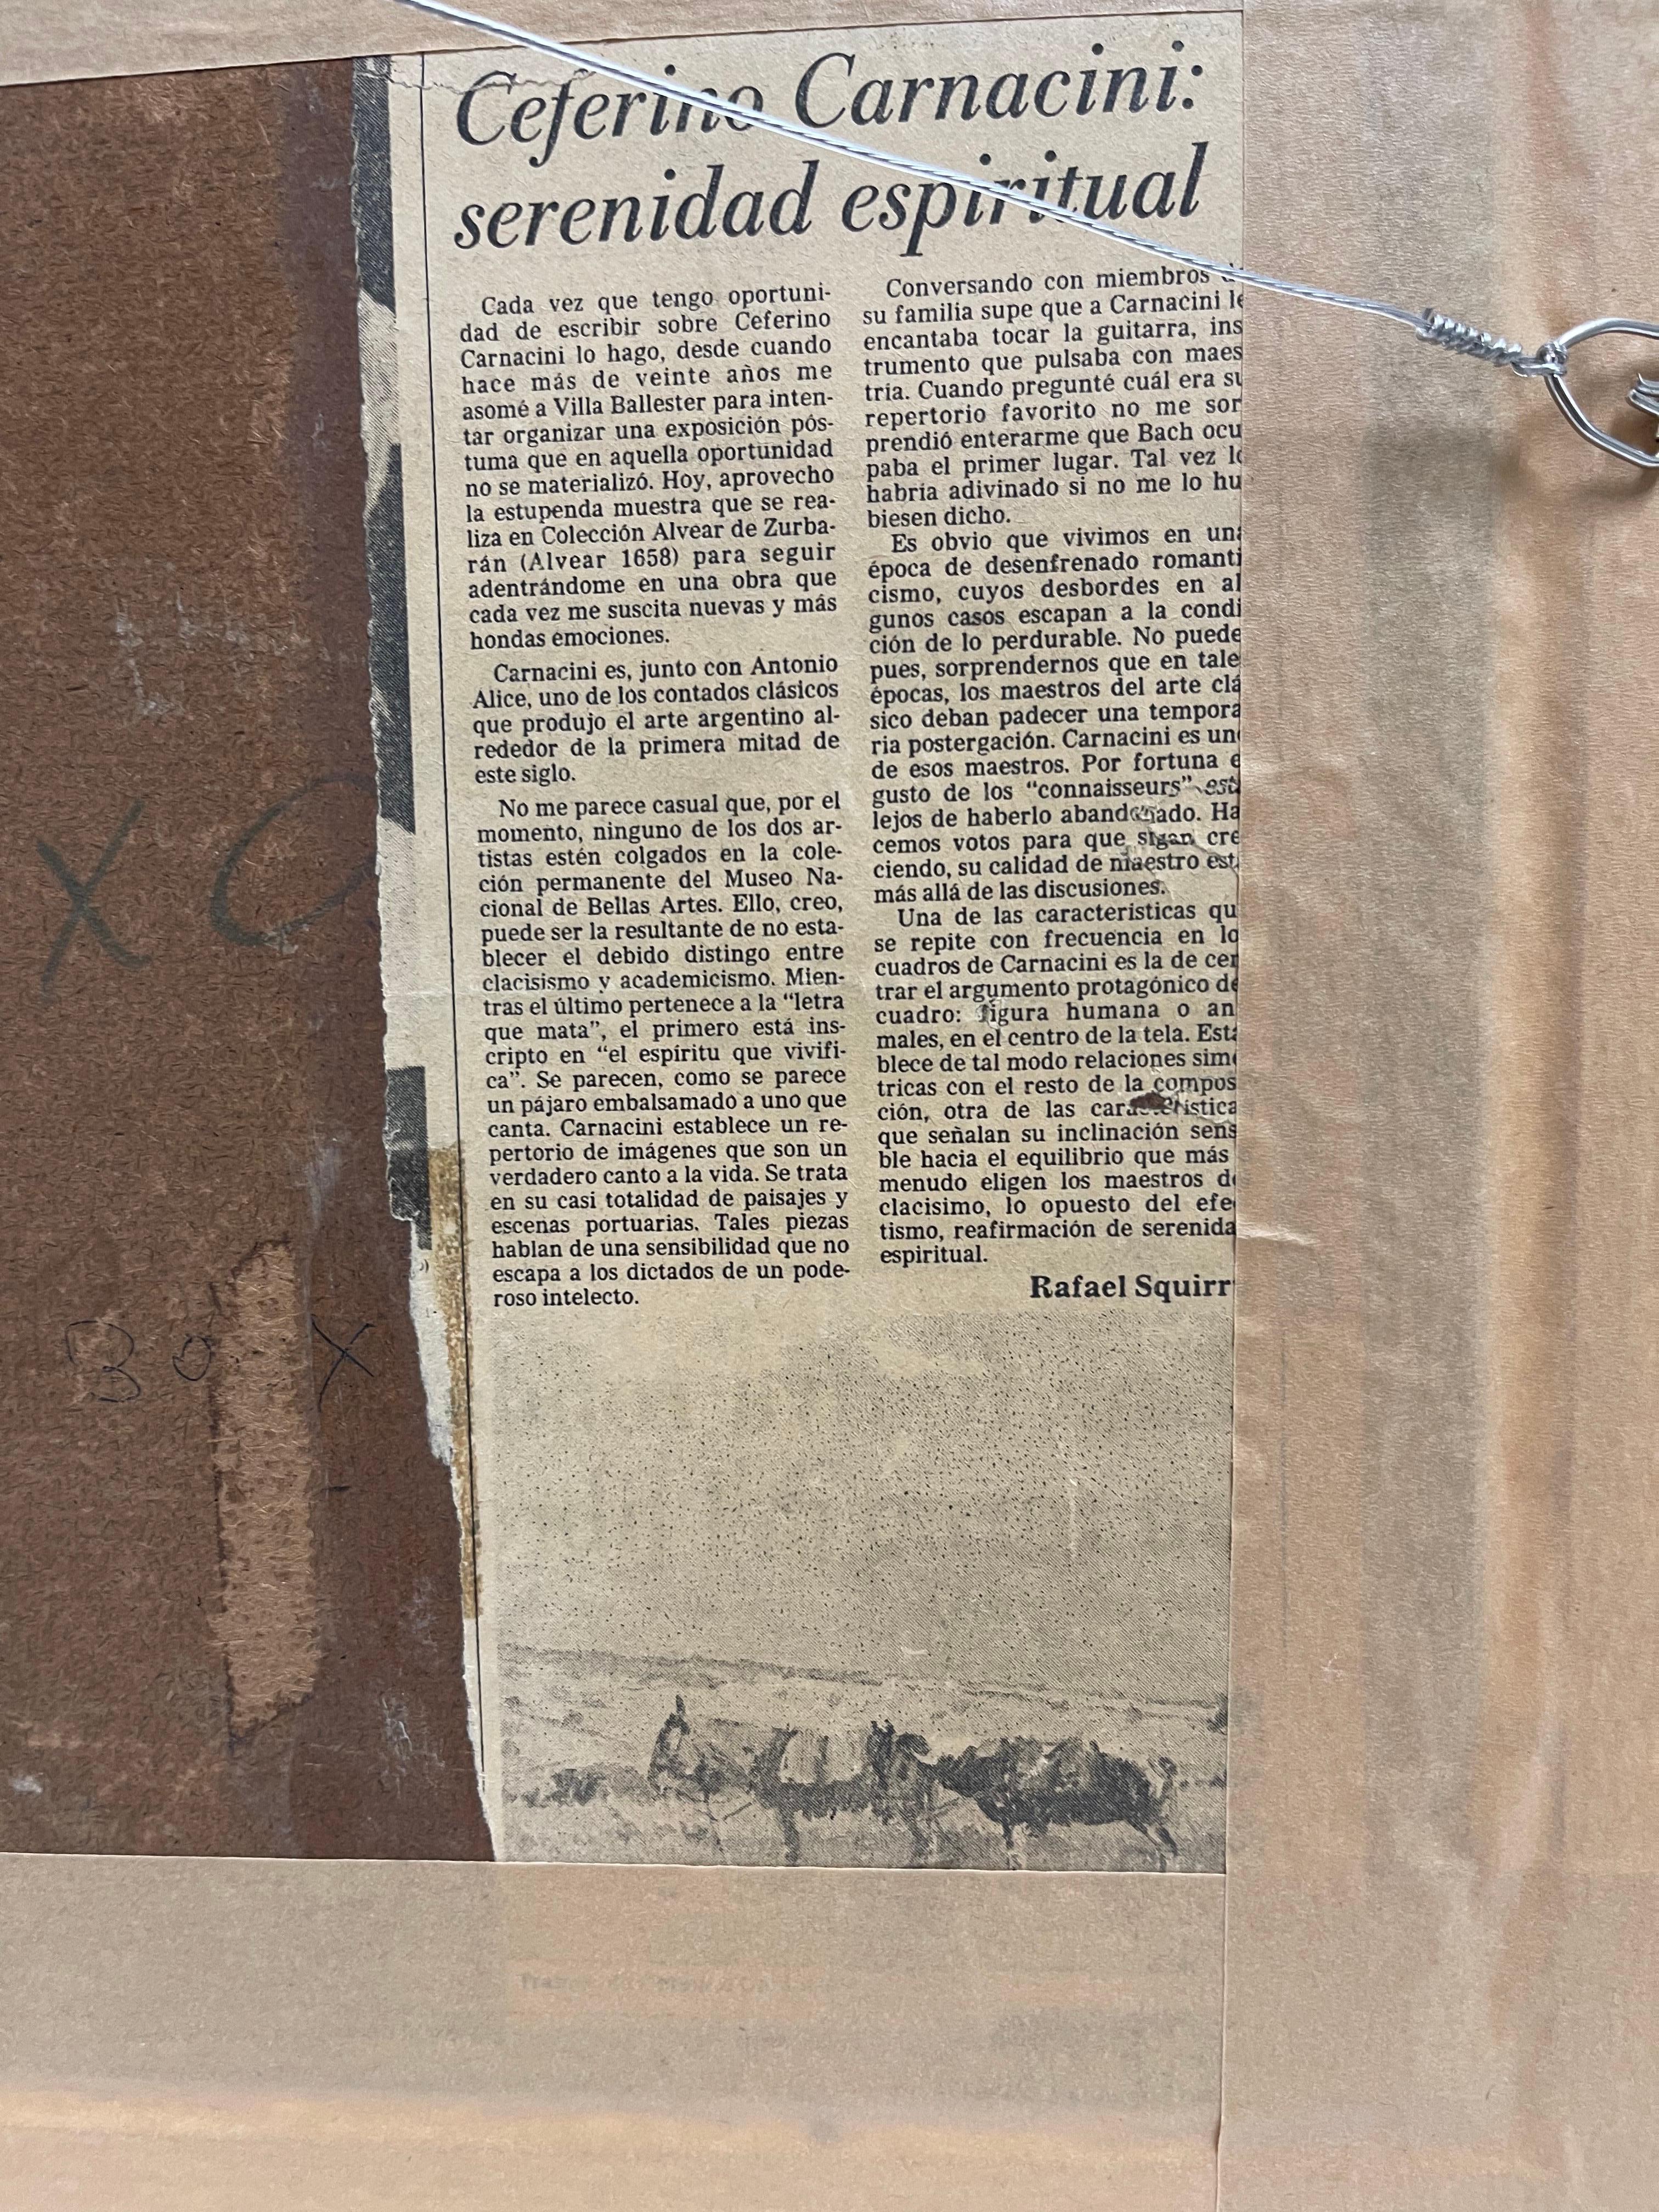 Ceferino Carnacini:
serenidad espiritual
Cada vez que tengo oportuni-
dad de escribir sobre Ceferino
Carnacini lo hago, desde cuando
hace más de veinte años me
asomé a Villa Ballester para inten-
tar organizar una exposición pós-
tuma que en aquella oportunidad
no se materializó. Hoy, aprovecho
la estupenda muestra que se rea-
liza en Colección Alvear de Zurba-
rán (Alvear 1658) para seguir
adentrándome en una obra que
cada vez me suscita nuevas y más
hondas emociones.
Carnacini es, junto con Antonio
Alice, uno de los contados clásicos
que produjo el arte argentino al-
rededor de la primera mitad de
este siglo.
No me parece casual que, por el
momento, ninguno de los dos ar-
tistas estén colgados en la cole-
ción permanente del Museo Na-
cional de Bellas Artes. Ello, creo,
puede ser la resultante de no esta-
blecer el debido distingo entre
clacisismo y academicismo. Mien-
tras el último pertenece a la “letra
que mata”, el primero está ins-
cripto en “el espíritu que vivifi-
ca”. Se parecen, como se parece
un pájaro embalsamado a uno que
canta. Carnacini establece un re-
pertorio de imágenes que son un
verdadero canto a la vida. Se trata
en su casi totalidad de paisajes y
escenas portuarias. Tales piezas
hablan de una sensibilidad que no
escapa a los dictados de un pode-
roso intelecto.
Conversando con miembros
su familia supe que a Carnacini le
encantaba tocar la guitarra, ins
trumento que pulsaba con maes
tría. Cuando pregunté cuál era su
repertorio favorito no me sor
prendió enterarme que Bach ocu
paba el primer lugar. Tal vez lo
habría adivinado si no me lo hu
biesen dicho.
Es obvio que vivimos en una
época de desenfrenado romanti
cismo, cuyos desbordes en al
gunos casos escapan a la condi
ción de lo perdurable. No puede
pues, sorprendernos que en tale
épocas, los maestros del arte clá
sico deban padecer una tempora
ria postergación. Carnacini es uno
de esos maestros. Por fortuna e
gusto de los “connaisseurs” est
lejos de haberlo abandonado. Ha
cemos votos para que sigan cre
ciendo, su calidad de maestro est
más allá de las discusiones.
Una de las características qu
se repite con frecuencia en lo
cuadros de Carnacini es la de cen
trar el argumento protagónico de
cuadro: figura humana o an
males, en el centro de la tela. Esta
blece de tal modo relaciones simé
tricas con el resto de la compos
ción, otra de las característica
que señalan su inclinación sens
ble hacia el equilibrio que más
menudo eligen los maestros de
clacisimo, lo opuesto del efe
tismo, reafirmación de serenida
espiritual.
Rafael Squirr
X
30 X